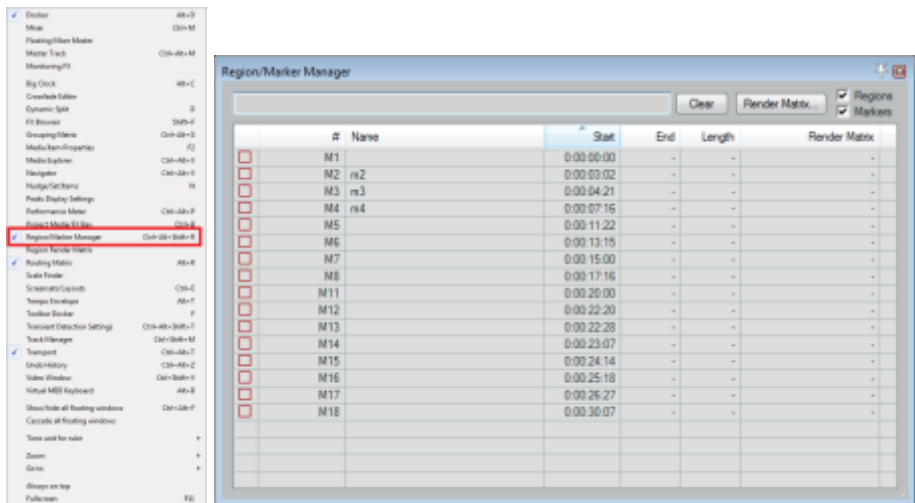 Docker Alt+D
Mixer Ctrl+M
Floating Mixer Master
Master Track Ctrl+Alt+M
Monitoring FX
Big Clock Alt+C
Crossfade Editor
Dynamic Split D
FX Browser Shift+F
Grouping Matrix Ctrl+Alt+G
Media Item Properties F2
Media Explorer Ctrl+Alt+X
Navigator Ctrl+Alt+V
Nudge/Set Items N
Peaks Display Settings
Performance Meter Ctrl+Alt+P
Project Media/FX Bay Ctrl+B
Region/Marker Manager Ctrl+Alt+Shift+R
Region Render Matrix
Routing Matrix Alt+R
Scale Finder
Screensets/Layouts
Tempo Envelope Alt+T
Toolbar Docker
Transient Detection Settings Ctrl+Alt+Shift+T
Track Manager Ctrl+Shift+M
Transport Ctrl+Alt+T
Undo History Ctrl+Alt+Z
Video Window Ctrl+Shift+V
Virtual MIDI Keyboard Alt+B
Show/hide all floating windows Ctrl+Alt+F
Cascade all floating windows
Time unit for ruler
Zoom
Go to
Always on top
Fullscreen F11
Region/Marker Manager
Clear Render Matrix... Regions
Markers
# Name Start End Length Render Matrix
M1 0:00:00:00 - - -
M2 m2 0:00:03:02 - - -
M3 m3 0:00:04:21 - - -
M4 m4 0:00:07:16 - - -
M5 0:00:11:22 - - -
M6 0:00:13:15 - - -
M7 0:00:15:00 - - -
M8 0:00:17:16 - - -
M11 0:00:20:00 - - -
M12 0:00:22:20 - - -
M13 0:00:22:28 - - -
M14 0:00:23:07 - - -
M15 0:00:24:14 - - -
M16 0:00:25:18 - - -
M17 0:00:26:27 - - -
M18 0:00:30:07 - - -